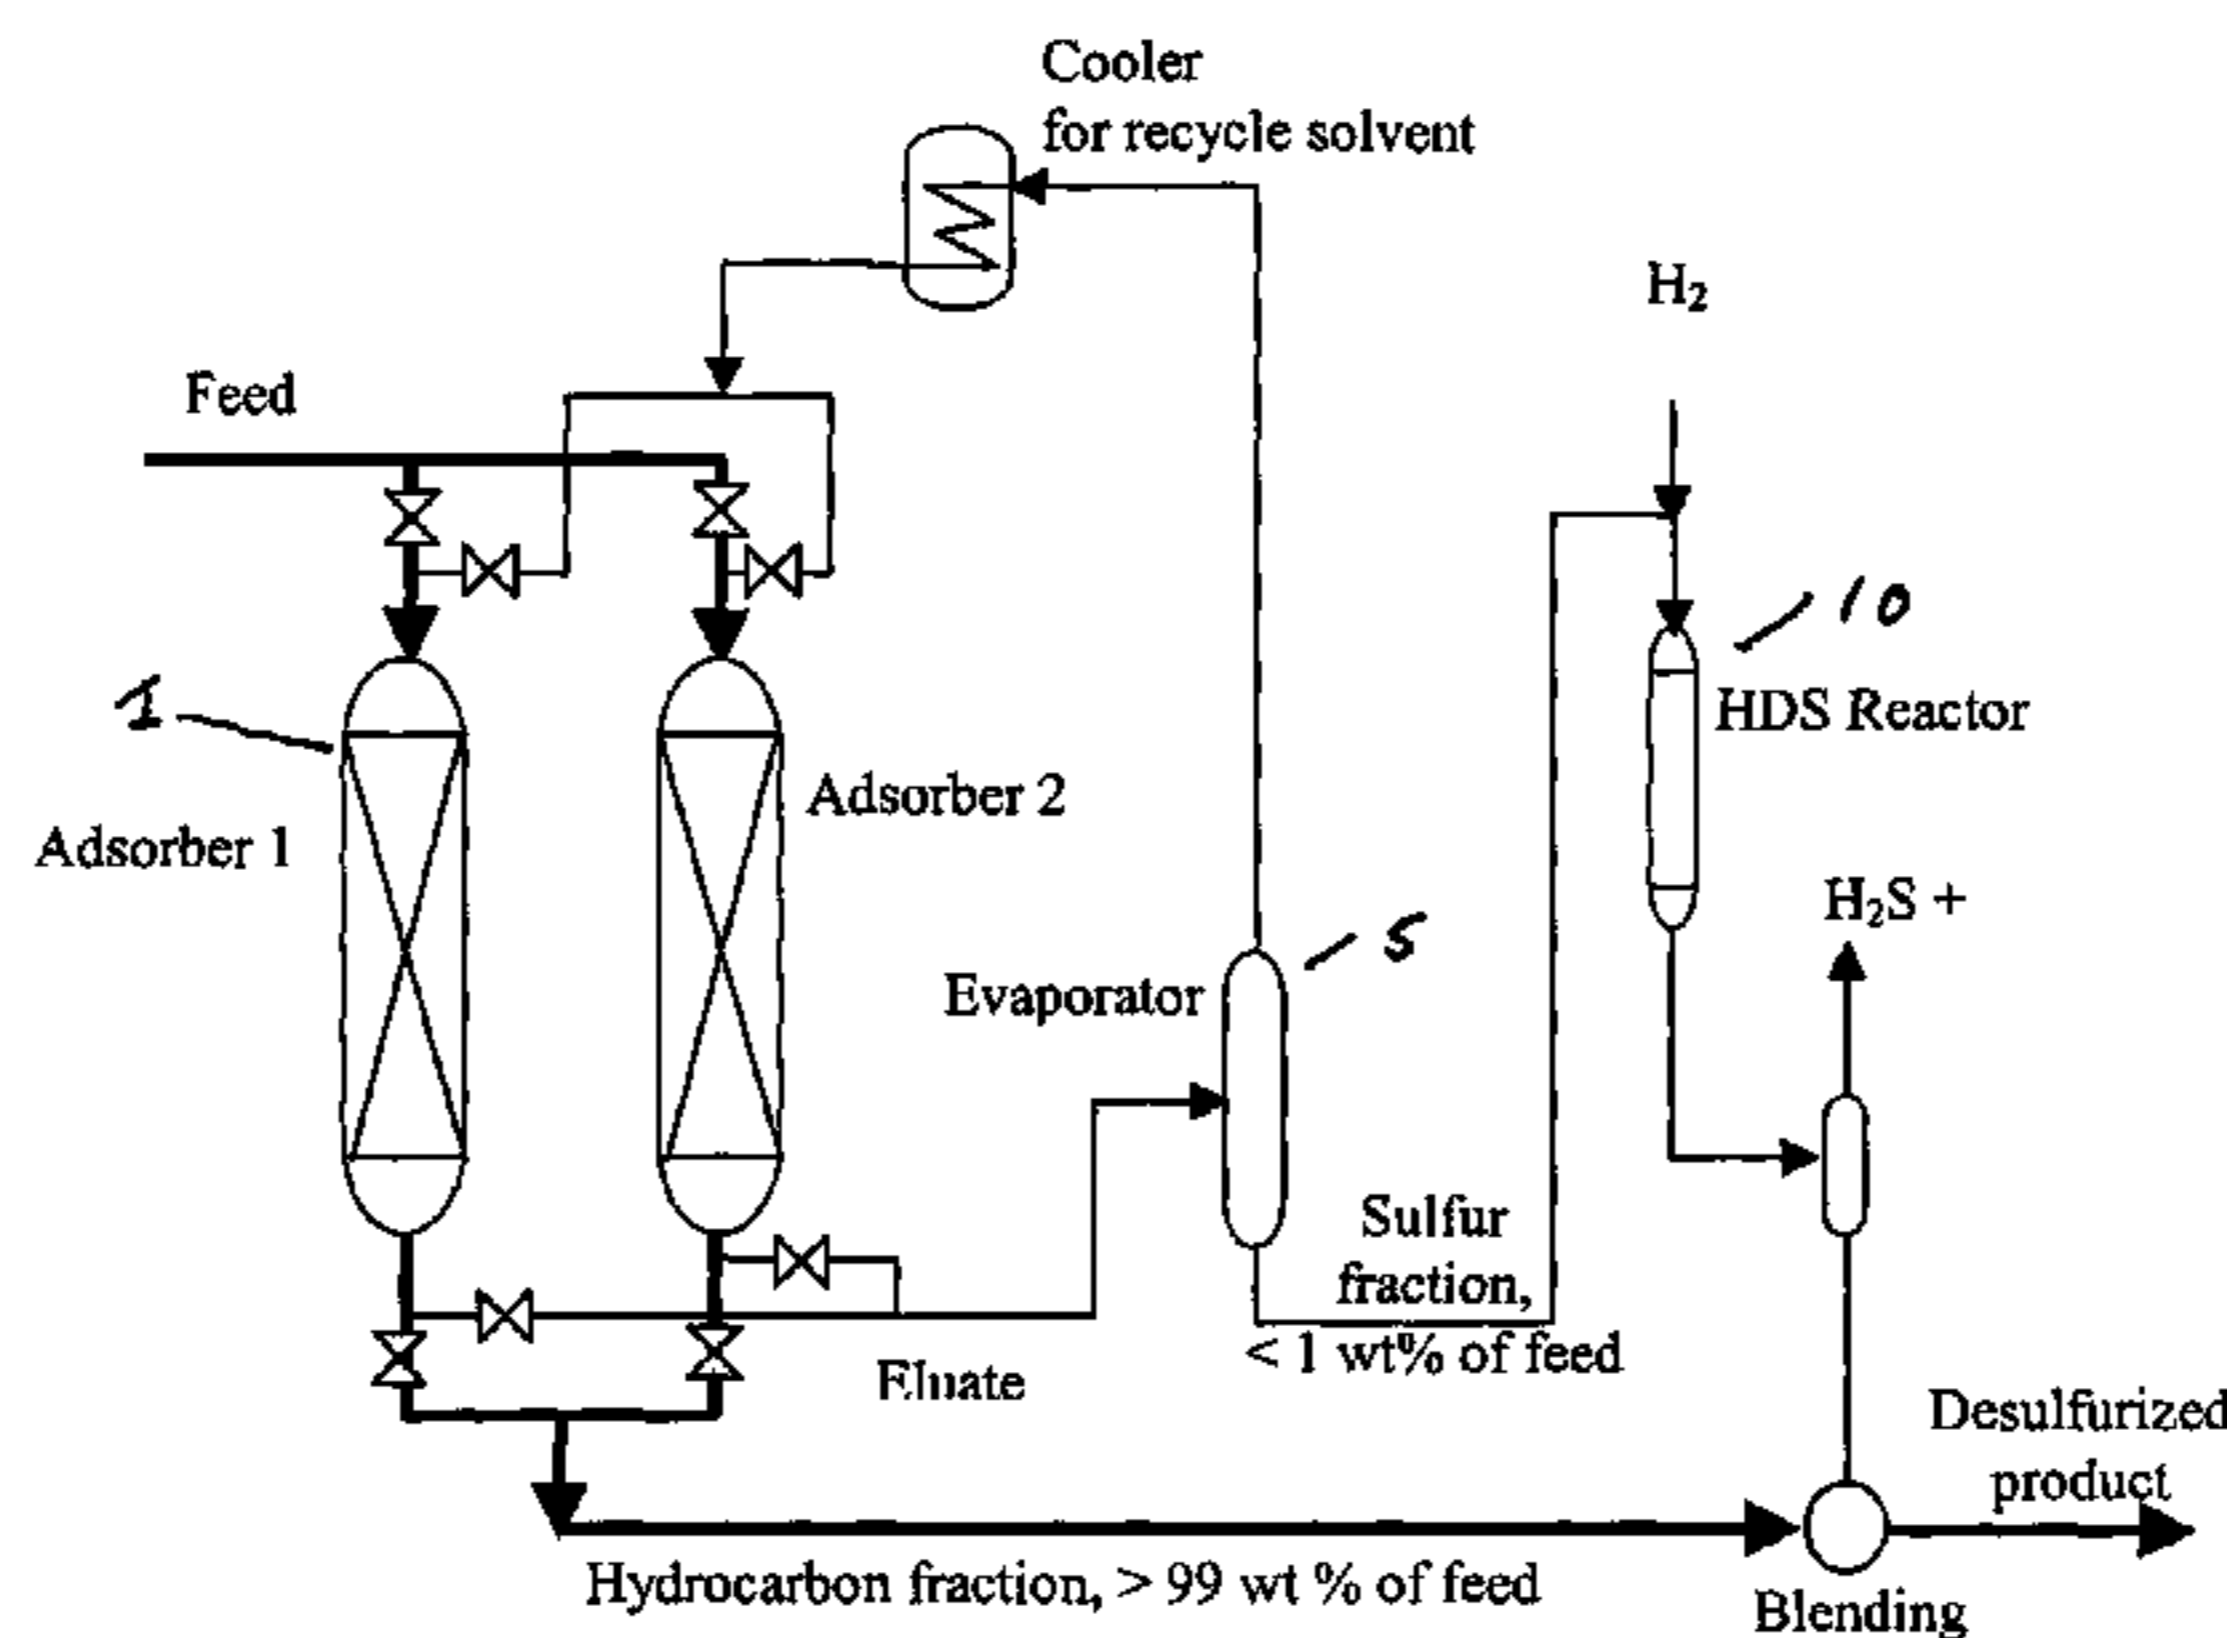 Cooler
for recycle solvent
H₂
Feed
10
1
HDS Reactor
Adsorber 2
Adsorber 1
H₂S +
5
Evaporator
Sulfur
fraction,
< 1 wt% of feed
Eluate
Desulfurized
product
Hydrocarbon fraction, > 99 wt % of feed
Blending